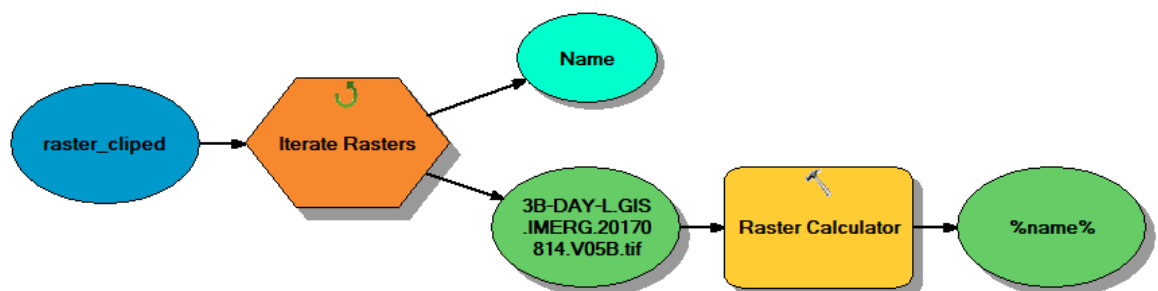 Name
raster_cliped
Iterate Rasters
3B-DAY-L.GIS
.IMERG.20170
814.V05B.tif
Raster Calculator
%name%